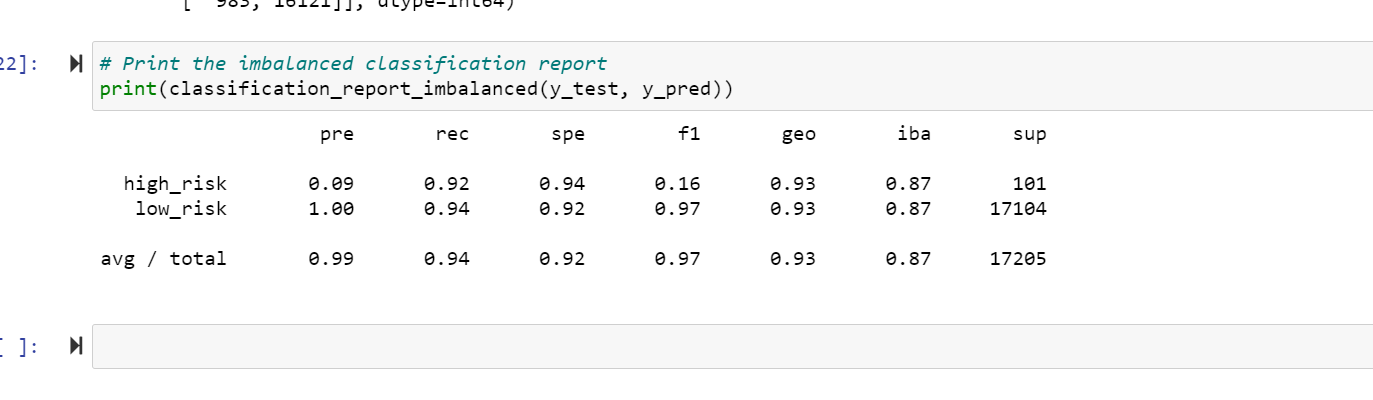 [ 983, 16121]], dtype=int64)
22]: # Print the imbalanced classification report
print(classification_report_imbalanced(y_test, y_pred))
pre rec spe f1 geo iba sup
high_risk 0.09 0.92 0.94 0.16 0.93 0.87 101
low_risk 1.00 0.94 0.92 0.97 0.93 0.87 17104
avg / total 0.99 0.94 0.92 0.97 0.93 0.87 17205
[ ]: